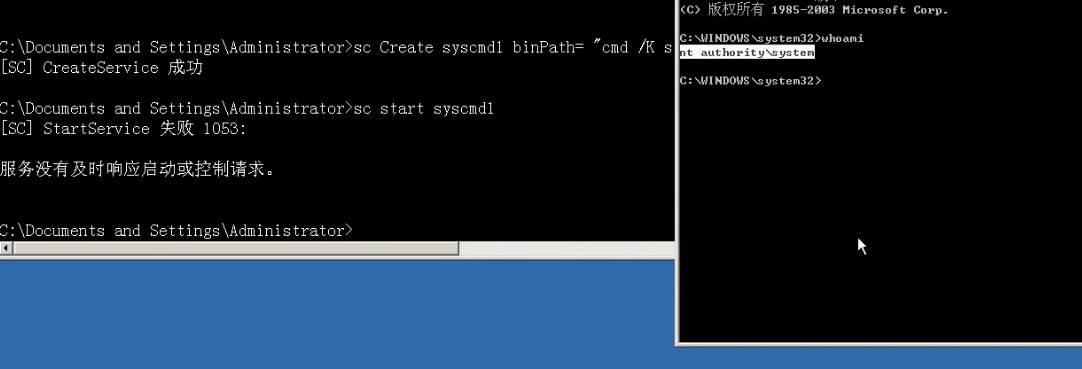 C:\Documents and Settings\Administrator>sc Create syscmd1 binPath= "cmd /K s
[SC] CreateService 成功
C:\Documents and Settings\Administrator>sc start syscmd1
[SC] StartService 失败 1053:
服务没有及时响应启动或控制请求。
C:\Documents and Settings\Administrator>
(C) 版权所有 1985-2003 Microsoft Corp.
C:\WINDOWS\system32>whoami
nt authority\system
C:\WINDOWS\system32>